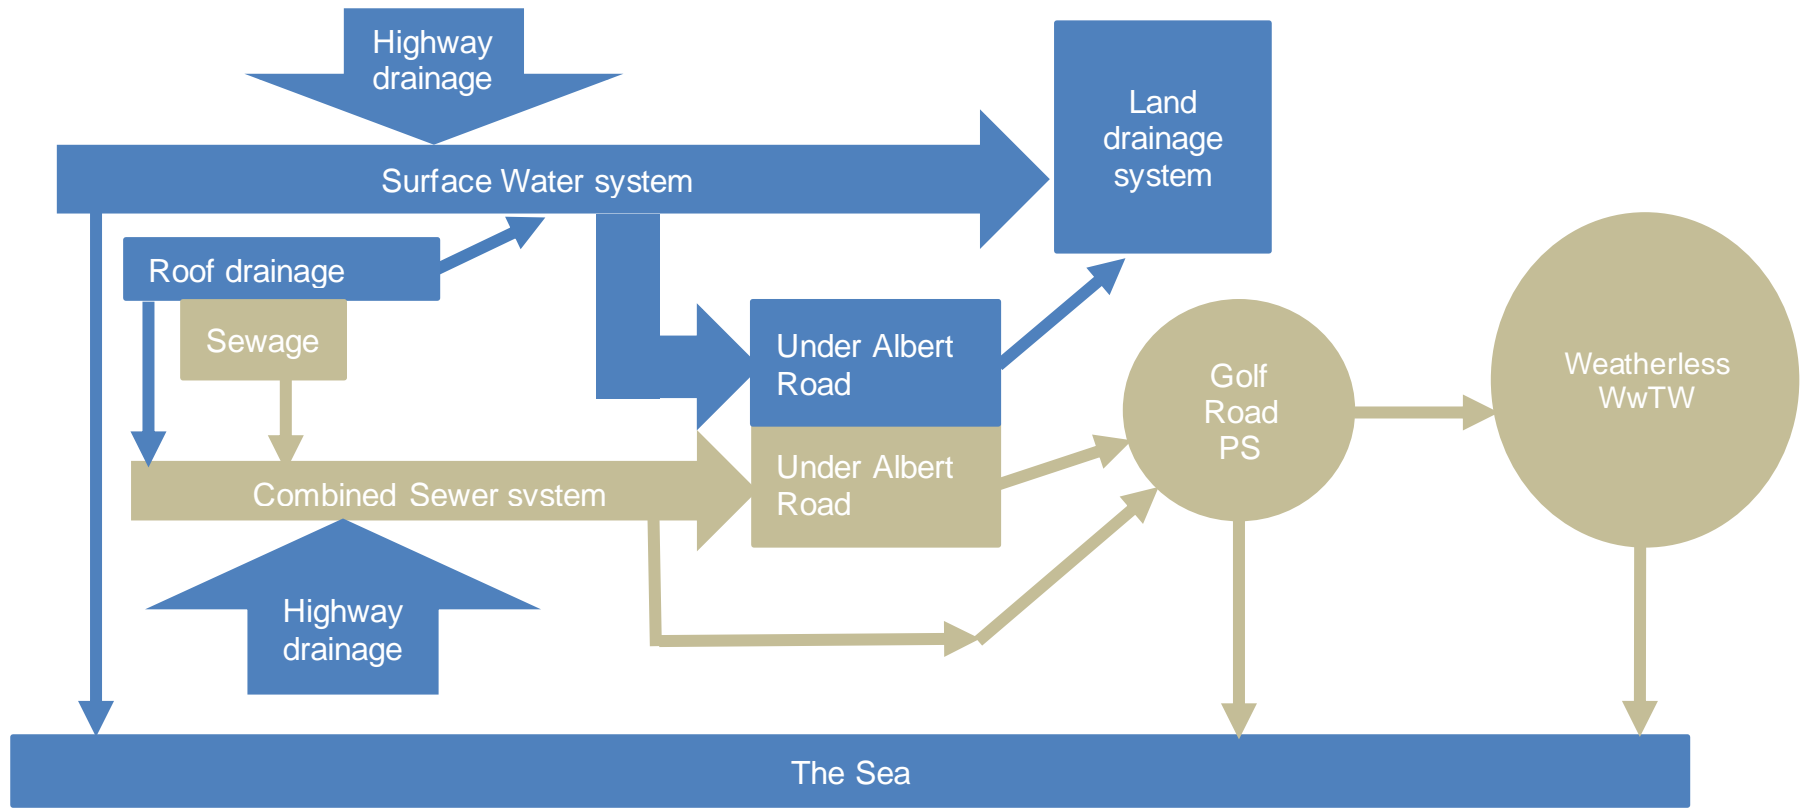 Highway
drainage
Land
drainage
system
Surface Water system
Roof drainage
Sewage
Under Albert
Road
Golf
Road
PS
Weatherless
WwTW
Under Albert
Road
Combined Sewer system
Highway
drainage
The Sea